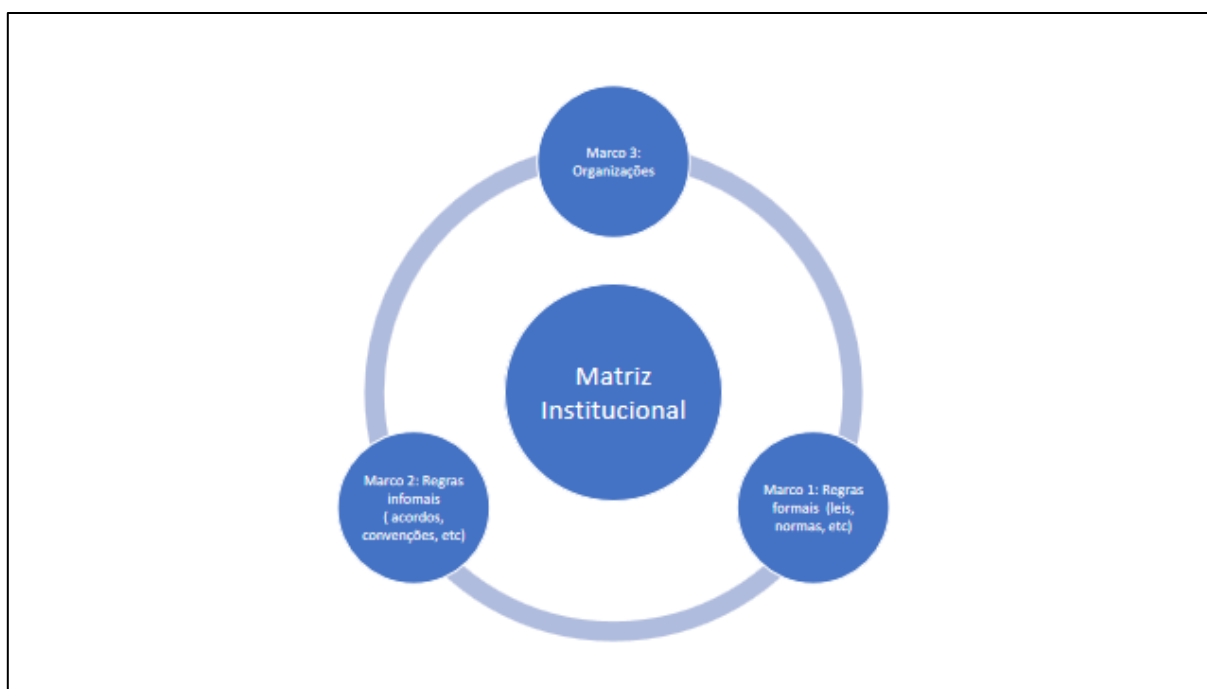 Marco 3:
Organizações
Matriz
Institucional
Marco 2: Regras
infomais
( acordos,
convenções, etc)
Marco 1: Regras
formais (leis,
normas, etc)